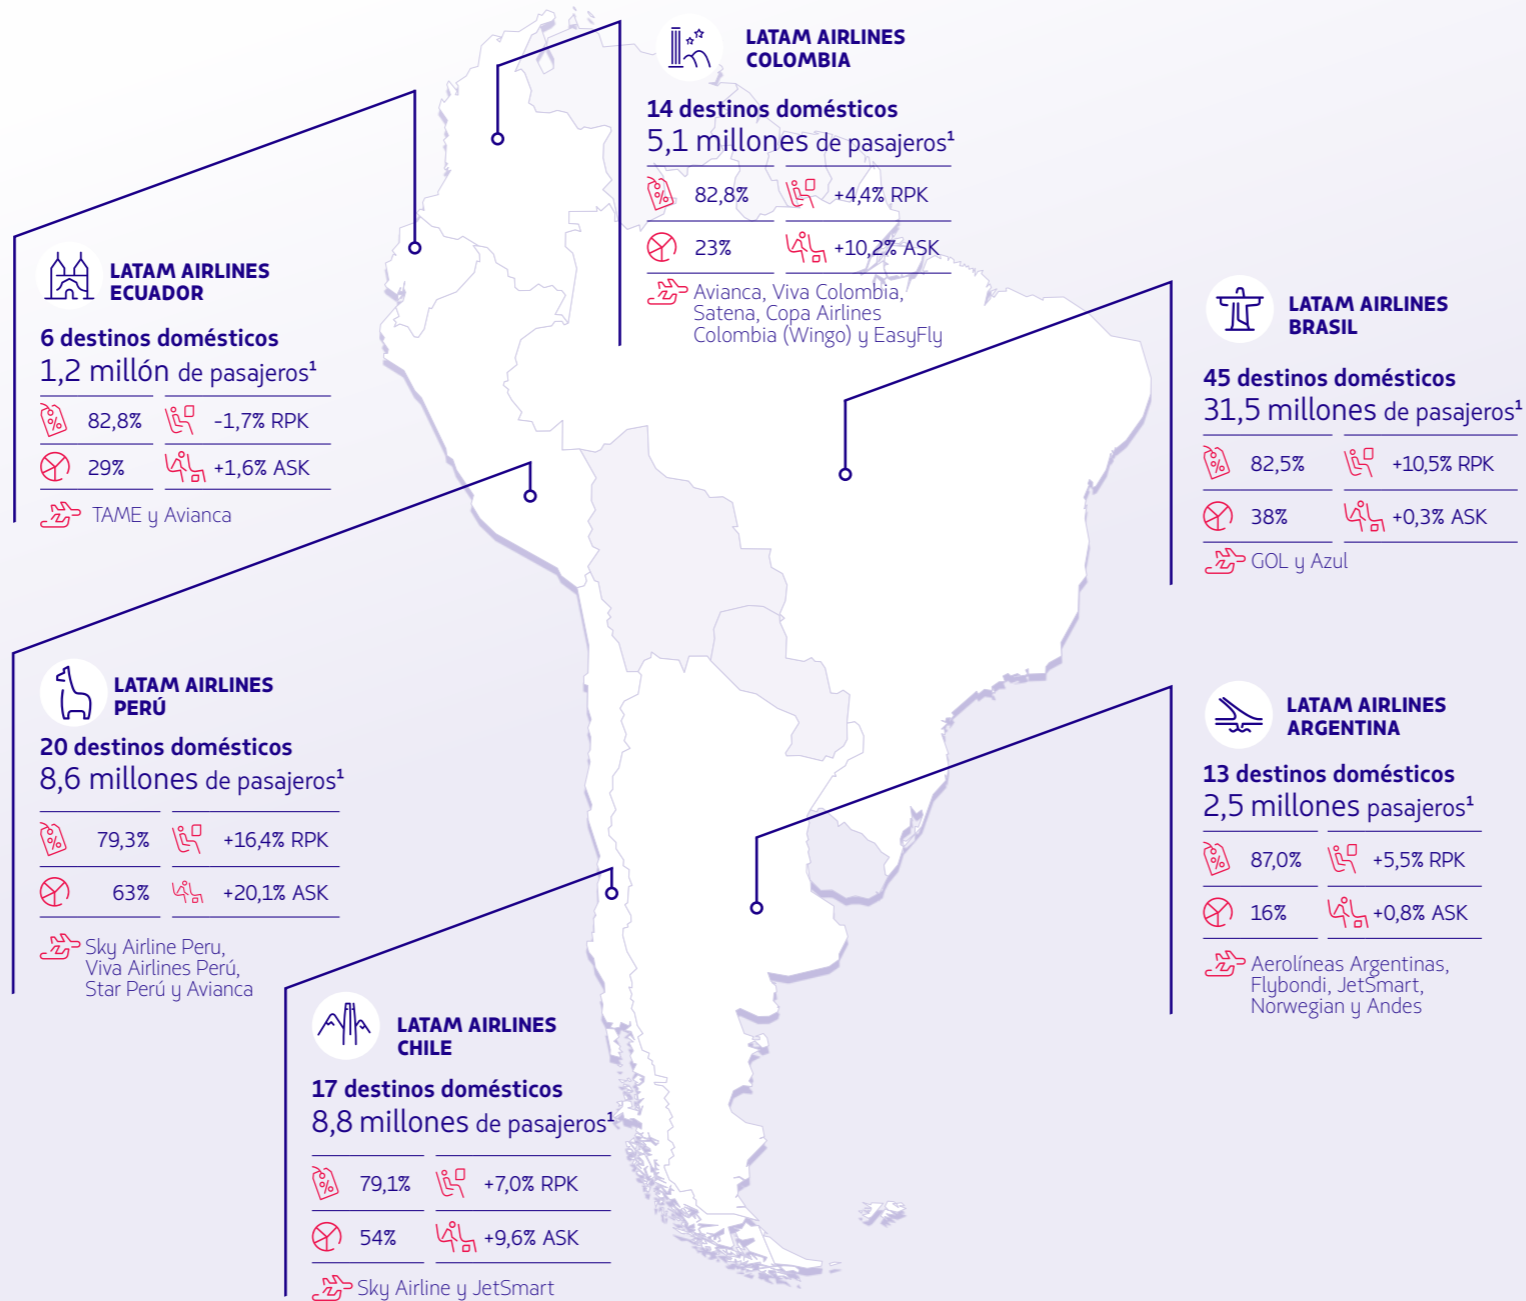 LATAM AIRLINES
COLOMBIA
14 destinos domésticos
5,1 millones de pasajeros¹
82,8% +4,4% RPK
23% +10,2% ASK
Avianca, Viva Colombia,
Satena, Copa Airlines
Colombia (Wingo) y EasyFly
LATAM AIRLINES
ECUADOR
6 destinos domésticos
1,2 millón de pasajeros¹
82,8% -1,7% RPK
29% +1,6% ASK
TAME y Avianca
LATAM AIRLINES
BRASIL
45 destinos domésticos
31,5 millones de pasajeros¹
82,5% +10,5% RPK
38% +0,3% ASK
GOL y Azul
LATAM AIRLINES
PERÚ
20 destinos domésticos
8,6 millones de pasajeros¹
79,3% +16,4% RPK
63% +20,1% ASK
Sky Airline Peru,
Viva Airlines Perú,
Star Perú y Avianca
LATAM AIRLINES
ARGENTINA
13 destinos domésticos
2,5 millones pasajeros¹
87,0% +5,5% RPK
16% +0,8% ASK
Aerolíneas Argentinas,
Flybondi, JetSmart,
Norwegian y Andes
LATAM AIRLINES
CHILE
17 destinos domésticos
8,8 millones de pasajeros¹
79,1% +7,0% RPK
54% +9,6% ASK
Sky Airline y JetSmart